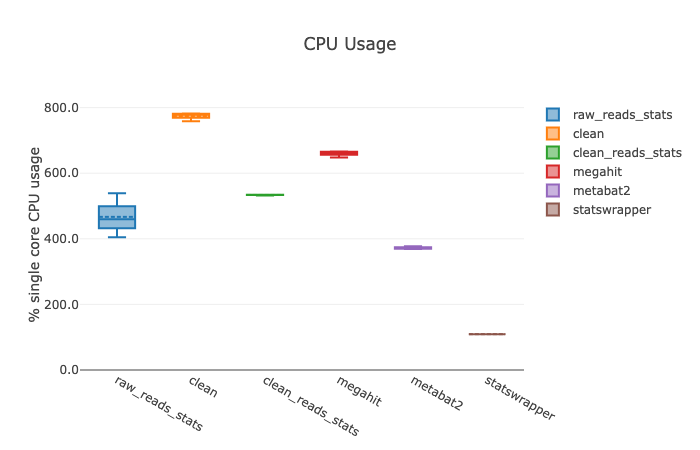 CPU Usage
% single core CPU usage
800.0
600.0
400.0
200.0
0.0
raw_reads_stats
clean
clean_reads_stats
megahit
metabat2
statswrapper
raw_reads_stats
clean
clean_reads_stats
megahit
metabat2
statswrapper